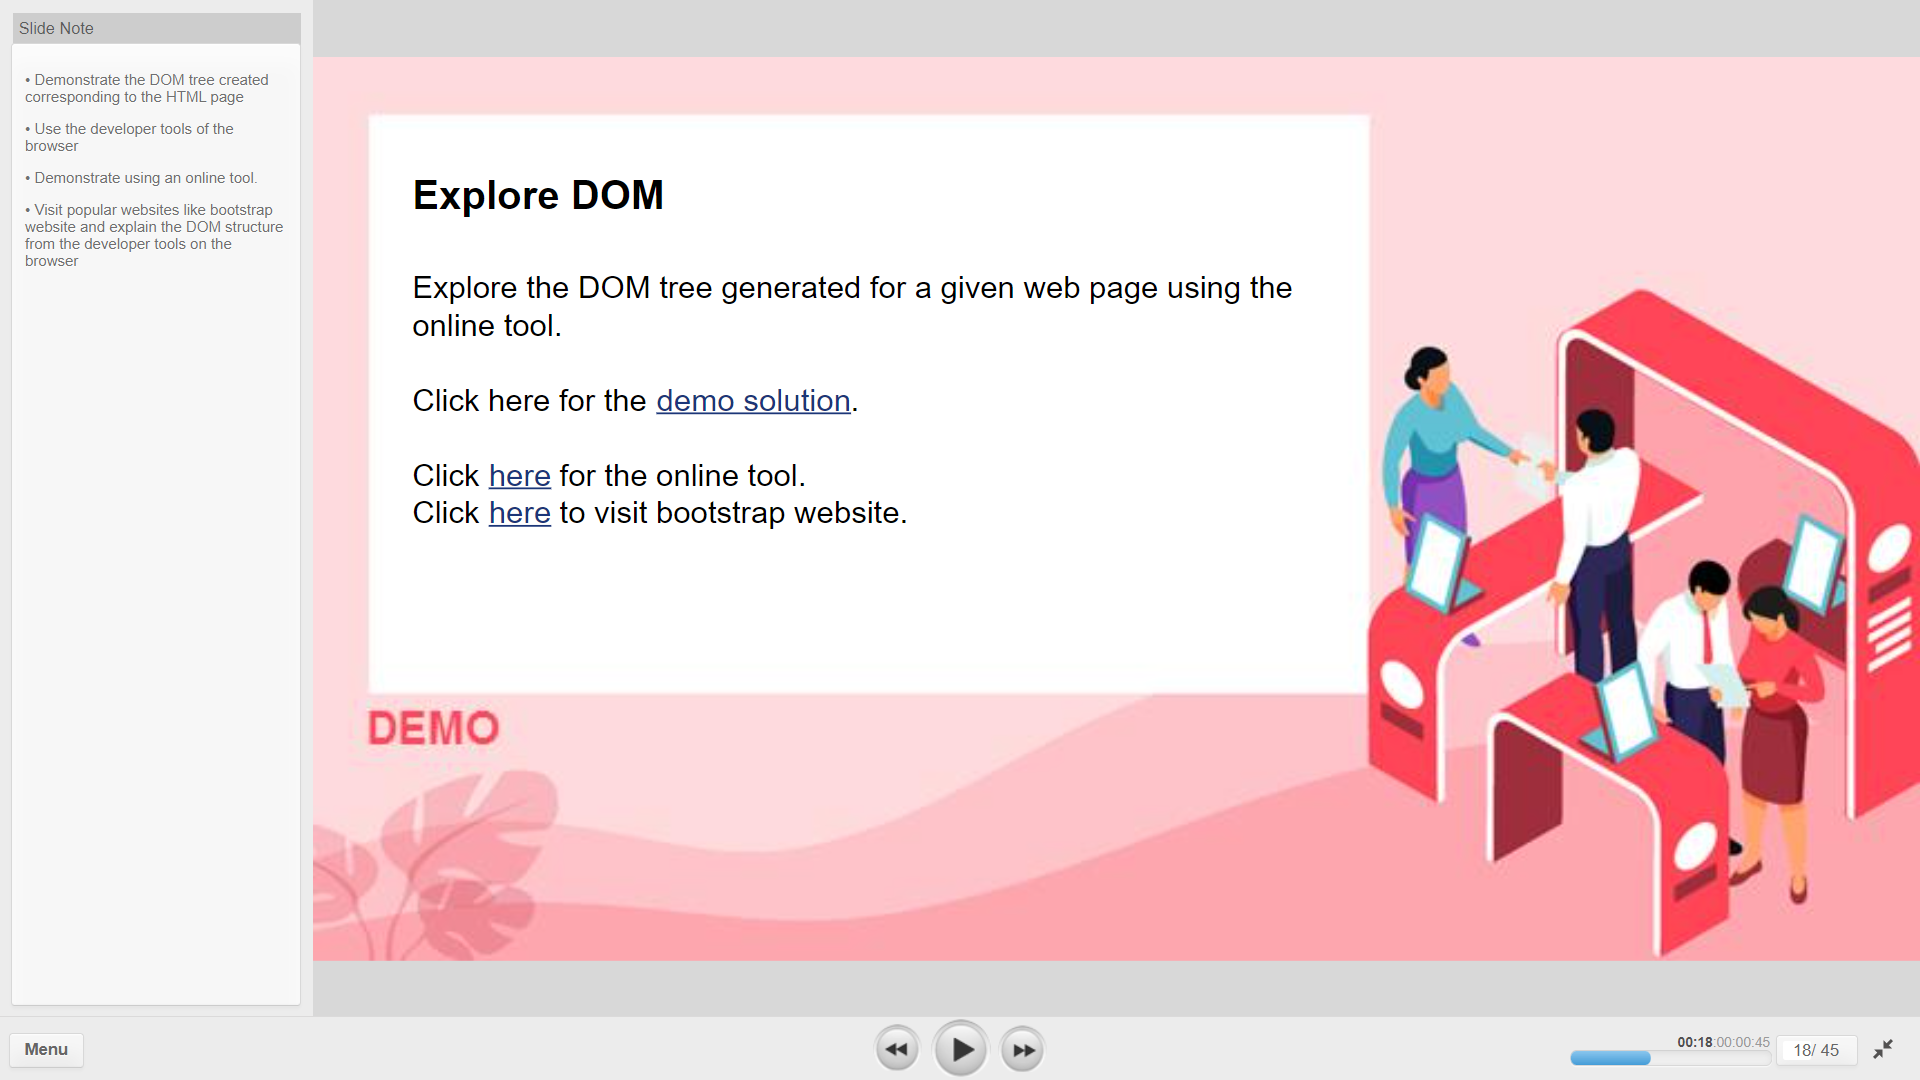 Slide Note
• Demonstrate the DOM tree created
corresponding to the HTML page
• Use the developer tools of the
browser
• Demonstrate using an online tool.
• Visit popular websites like bootstrap
website and explain the DOM structure
from the developer tools on the
browser
Explore DOM
Explore the DOM tree generated for a given web page using the
online tool.
Click here for the demo solution.
Click here for the online tool.
Click here to visit bootstrap website.
DEMO
Menu
00:18:00:00:45
18/ 45